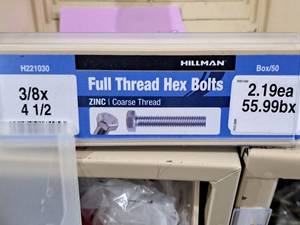 HILLMAN
H221030
Box/50
Full Thread Hex Bolts
ZINC | Coarse Thread
3/8x
4 1/2
2.19ea
55.99bx